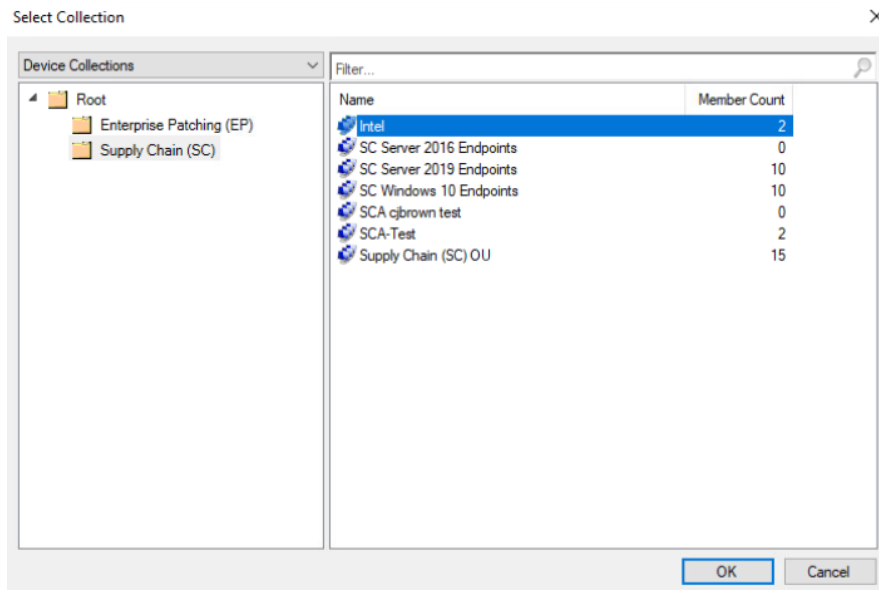 Select Collection
Device Collections
Filter...
Root
Enterprise Patching (EP)
Supply Chain (SC)
Name Member Count
Intel 2
SC Server 2016 Endpoints 0
SC Server 2019 Endpoints 10
SC Windows 10 Endpoints 10
SCA cjbrown test 0
SCA-Test 2
Supply Chain (SC) OU 15
OK Cancel